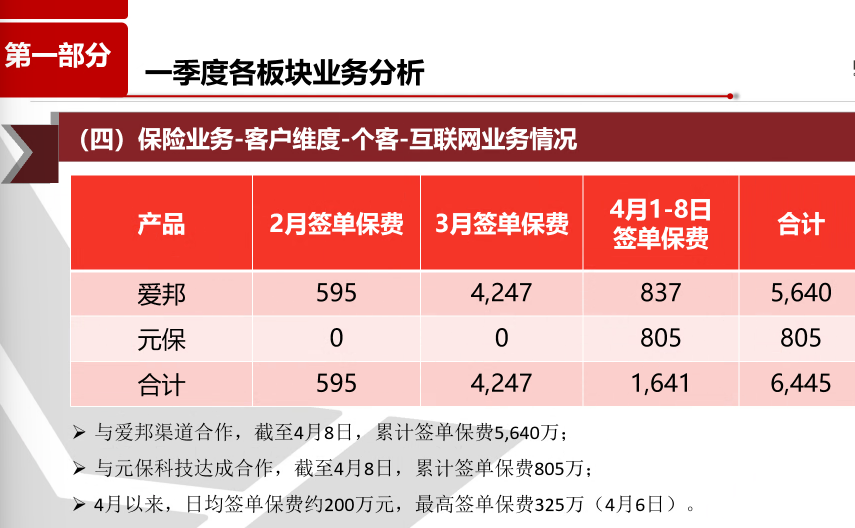 第一部分
一季度各板块业务分析
（四）保险业务-客户维度-个客-互联网业务情况
产品 2月签单保费 3月签单保费 4月1-8日签单保费 合计
爱邦 595 4,247 837 5,640
元保 0 0 805 805
合计 595 4,247 1,641 6,445
➢ 与爱邦渠道合作，截至4月8日，累计签单保费5,640万；
➢ 与元保科技达成合作，截至4月8日，累计签单保费805万；
➢ 4月以来，日均签单保费约200万元，最高签单保费325万（4月6日）。